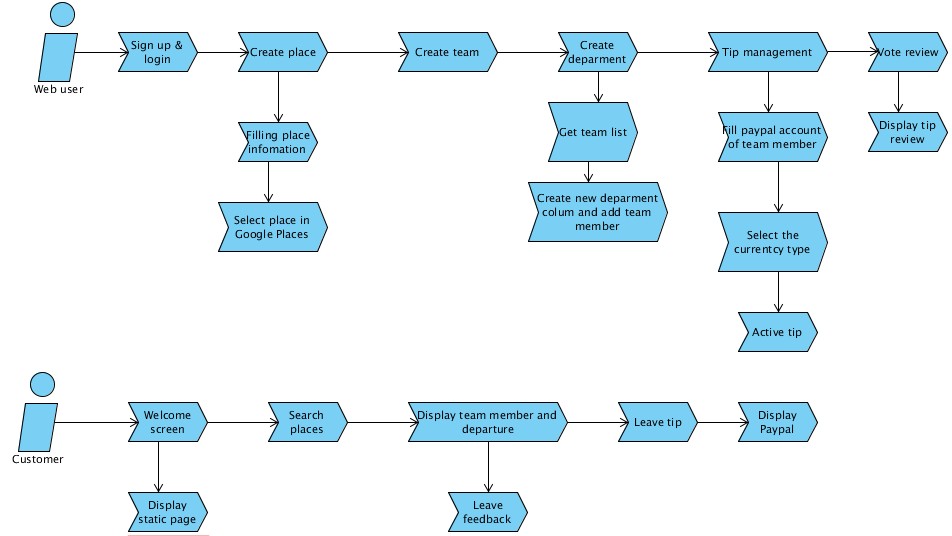 Web user
Sign up &
login
Create place
Create team
Create
deparment
Tip management
Vote review
Filling place
infomation
Get team list
Fill paypal account
of team member
Display tip
review
Select place in
Google Places
Create new deparment
colum and add team
member
Select the
currentcy type
Active tip
Customer
Welcome
screen
Search
places
Display team member and
departure
Leave tip
Display
Paypal
Display
static page
Leave
feedback